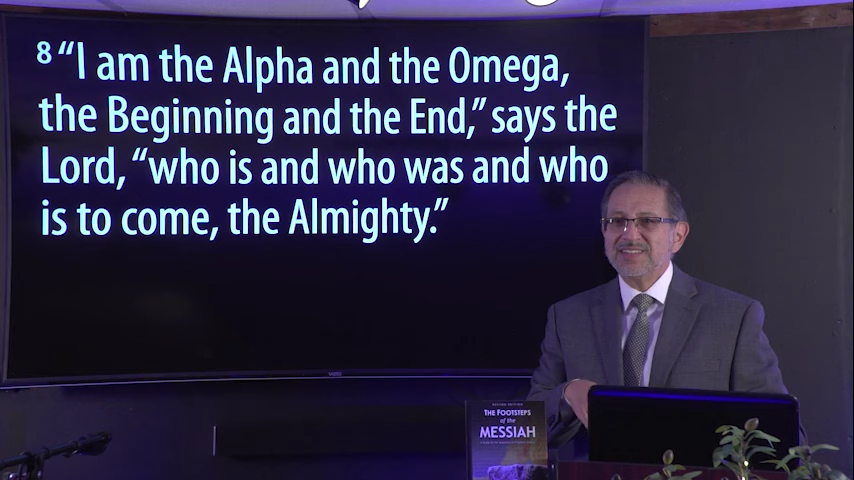 8 “I am the Alpha and the Omega,
the Beginning and the End,” says the
Lord, “who is and who was and who
is to come, the Almighty.”
THE FOOTSTEPS
of the
MESSIAH